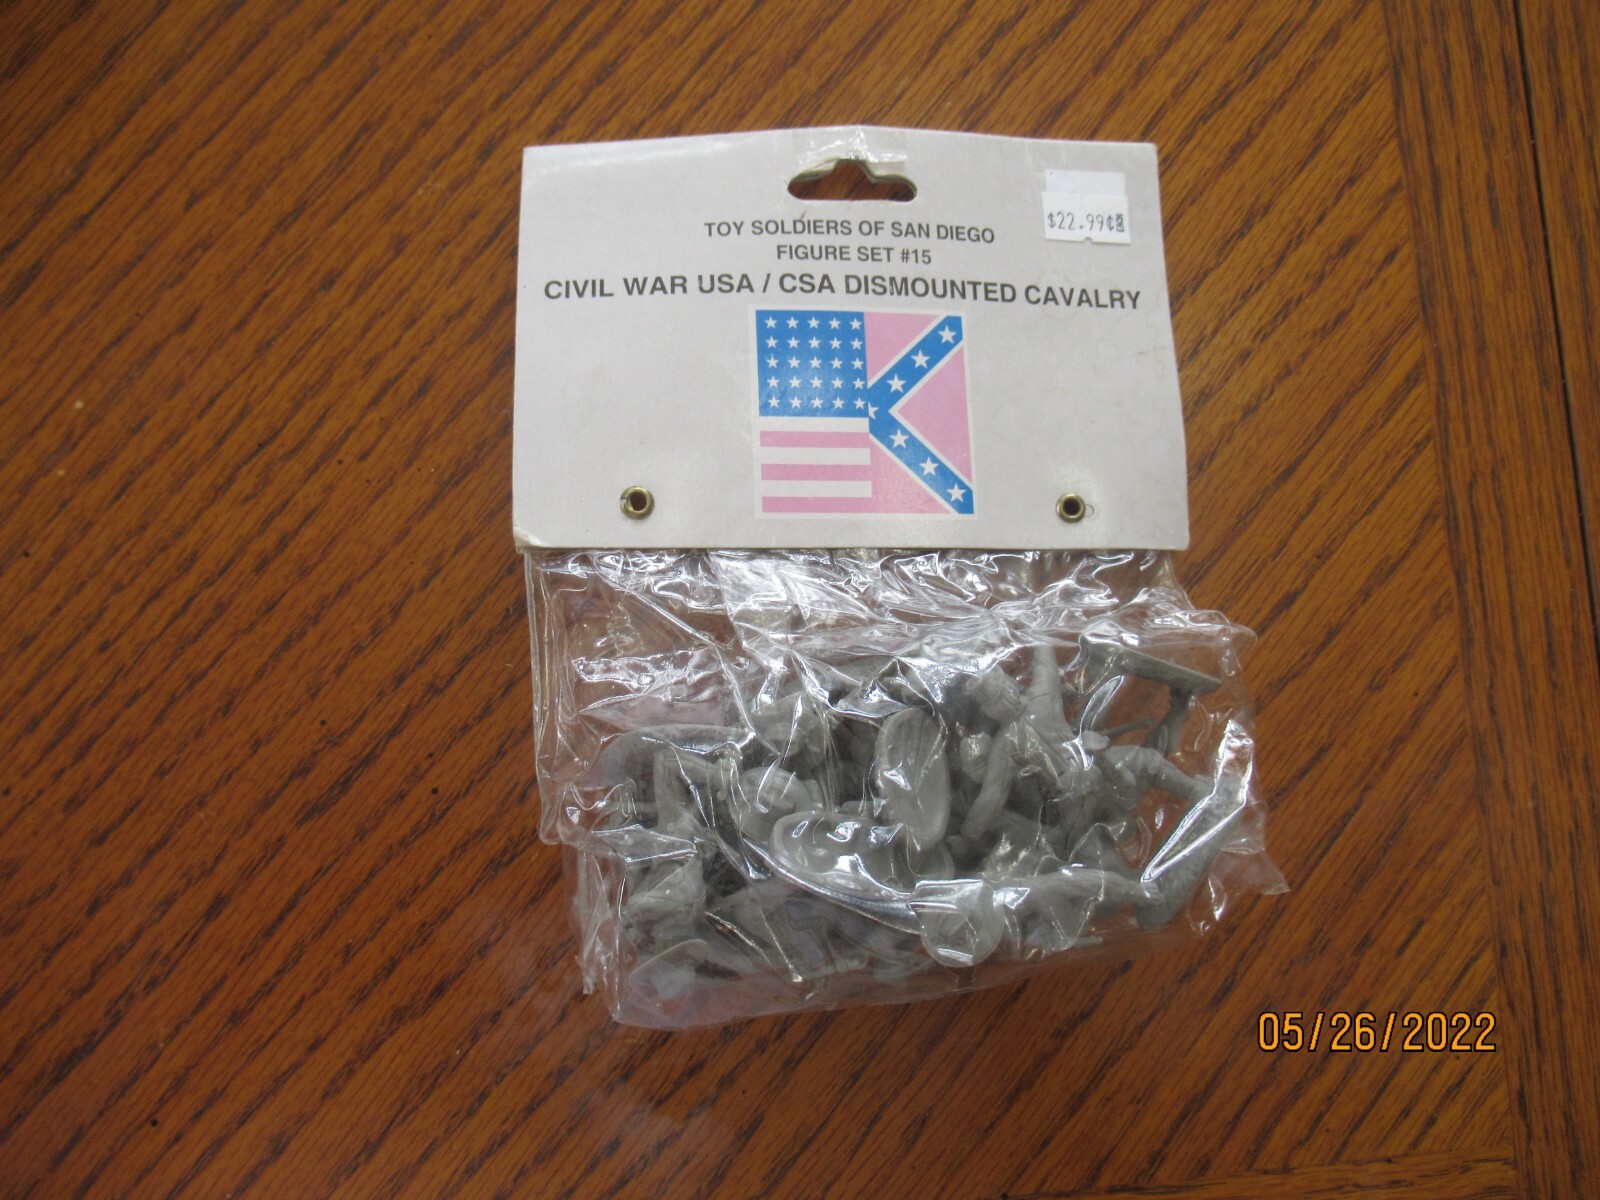 TOY SOLDIERS OF SAN DIEGO
FIGURE SET #15
CIVIL WAR USA / CSA DISMOUNTED CAVALRY
$22.99
05/26/2022